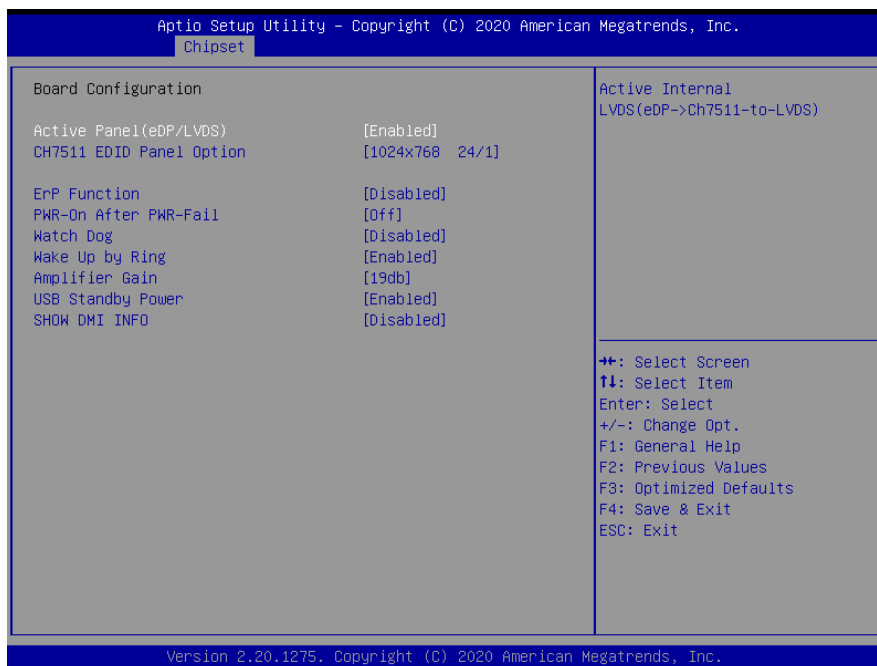 Aptio Setup Utility – Copyright (C) 2020 American Megatrends, Inc.
Chipset
Board Configuration
Active Panel(eDP/LVDS) [Enabled]
CH7511 EDID Panel Option [1024x768 24/1]
ErP Function [Disabled]
PWR-On After PWR-Fail [Off]
Watch Dog [Disabled]
Wake Up by Ring [Enabled]
Amplifier Gain [19db]
USB Standby Power [Enabled]
SHOW DMI INFO [Disabled]
Active Internal
LVDS(eDP->Ch7511-to-LVDS)
→←: Select Screen
↑↓: Select Item
Enter: Select
+/-: Change Opt.
F1: General Help
F2: Previous Values
F3: Optimized Defaults
F4: Save & Exit
ESC: Exit
Version 2.20.1275. Copyright (C) 2020 American Megatrends, Inc.